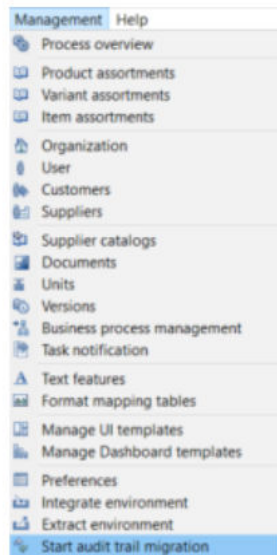 Management Help
Process overview
Product assortments
Variant assortments
Item assortments
Organization
User
Customers
Suppliers
Supplier catalogs
Documents
Units
Versions
Business process management
Task notification
Text features
Format mapping tables
Manage UI templates
Manage Dashboard templates
Preferences
Integrate environment
Extract environment
Start audit trail migration